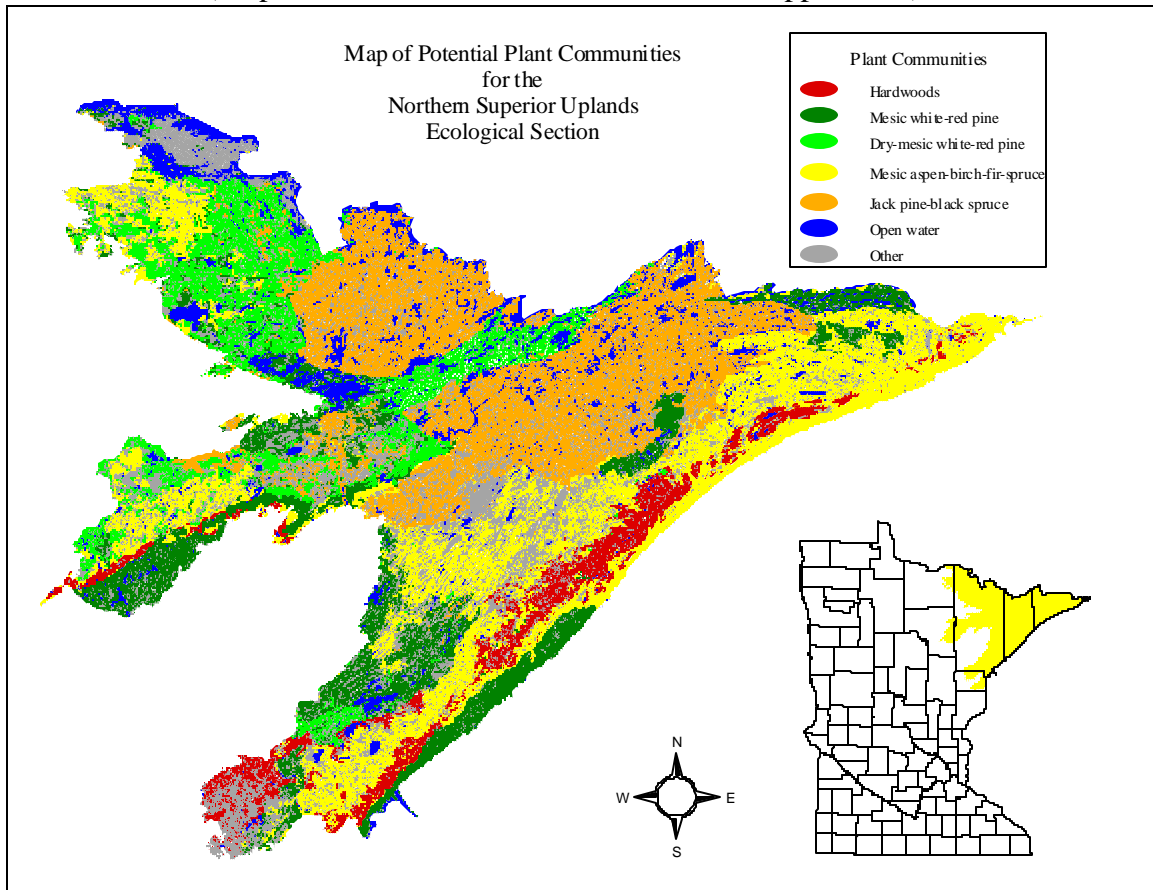 Map of Potential Plant Communities
for the
Northern Superior Uplands
Ecological Section
Plant Communities
Hardwoods
Mesic white-red pine
Dry-mesic white-red pine
Mesic aspen-birch-fir-spruce
Jack pine-black spruce
Open water
Other
N
W E
S